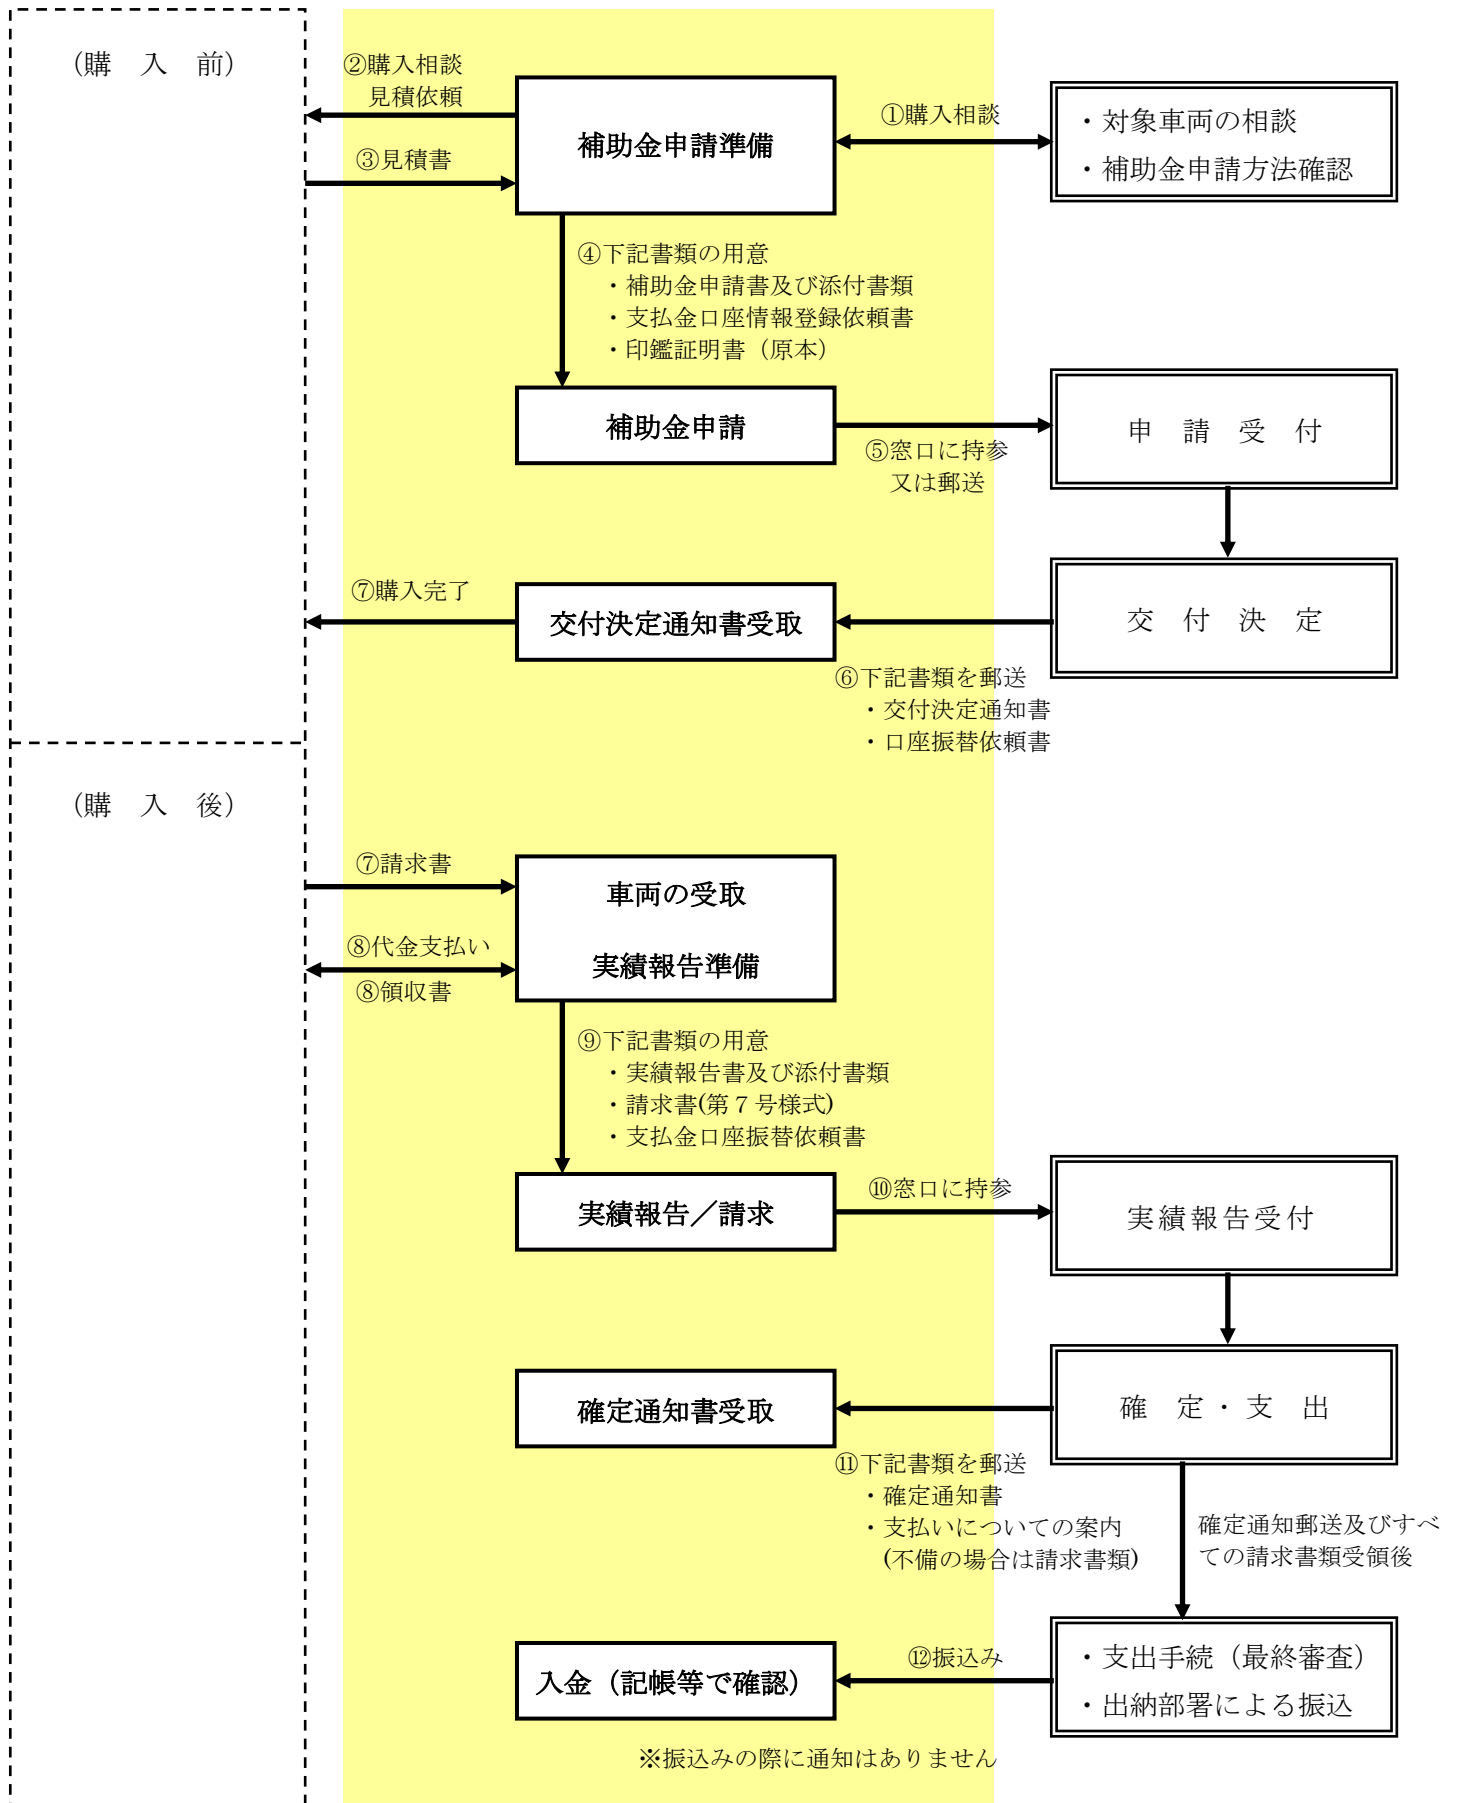 （購　入　前）
②購入相談
見積依頼
③見積書
補助金申請準備
①購入相談
・対象車両の相談
・補助金申請方法確認
④下記書類の用意
・補助金申請書及び添付書類
・支払金口座情報登録依頼書
・印鑑証明書（原本）
補助金申請
⑤窓口に持参
又は郵送
申　請　受　付
⑦購入完了
交付決定通知書受取
交　付　決　定
⑥下記書類を郵送
・交付決定通知書
・口座振替依頼書
（購　入　後）
⑦請求書
車両の受取
⑧代金支払い
実績報告準備
⑧領収書
⑨下記書類の用意
・実績報告書及び添付書類
・請求書(第７号様式)
・支払金口座振替依頼書
実績報告／請求
⑩窓口に持参
実績報告受付
確定通知書受取
確　定・支　出
⑪下記書類を郵送
・確定通知書
・支払いについての案内
(不備の場合は請求書類)
確定通知郵送及びすべ
ての請求書類受領後
入金（記帳等で確認）
⑫振込み
・支出手続（最終審査）
・出納部署による振込
※振込みの際に通知はありません